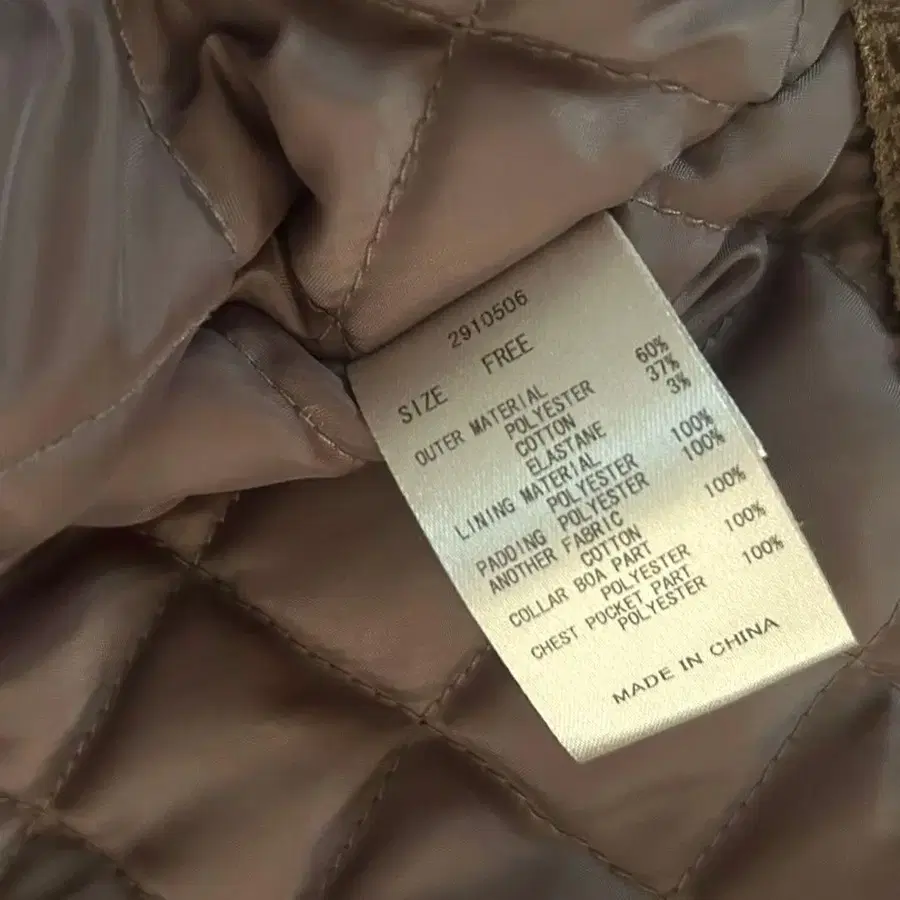 2910506
SIZE FREE
OUTER MATERIAL
POLYESTER 60%
COTTON 37%
ELASTANE 3%
LINING MATERIAL
POLYESTER 100%
PADDING POLYESTER 100%
ANOTHER FABRIC
COTTON 100%
COLLAR BOA PART
POLYESTER 100%
CHEST POCKET PART
POLYESTER 100%
MADE IN CHINA